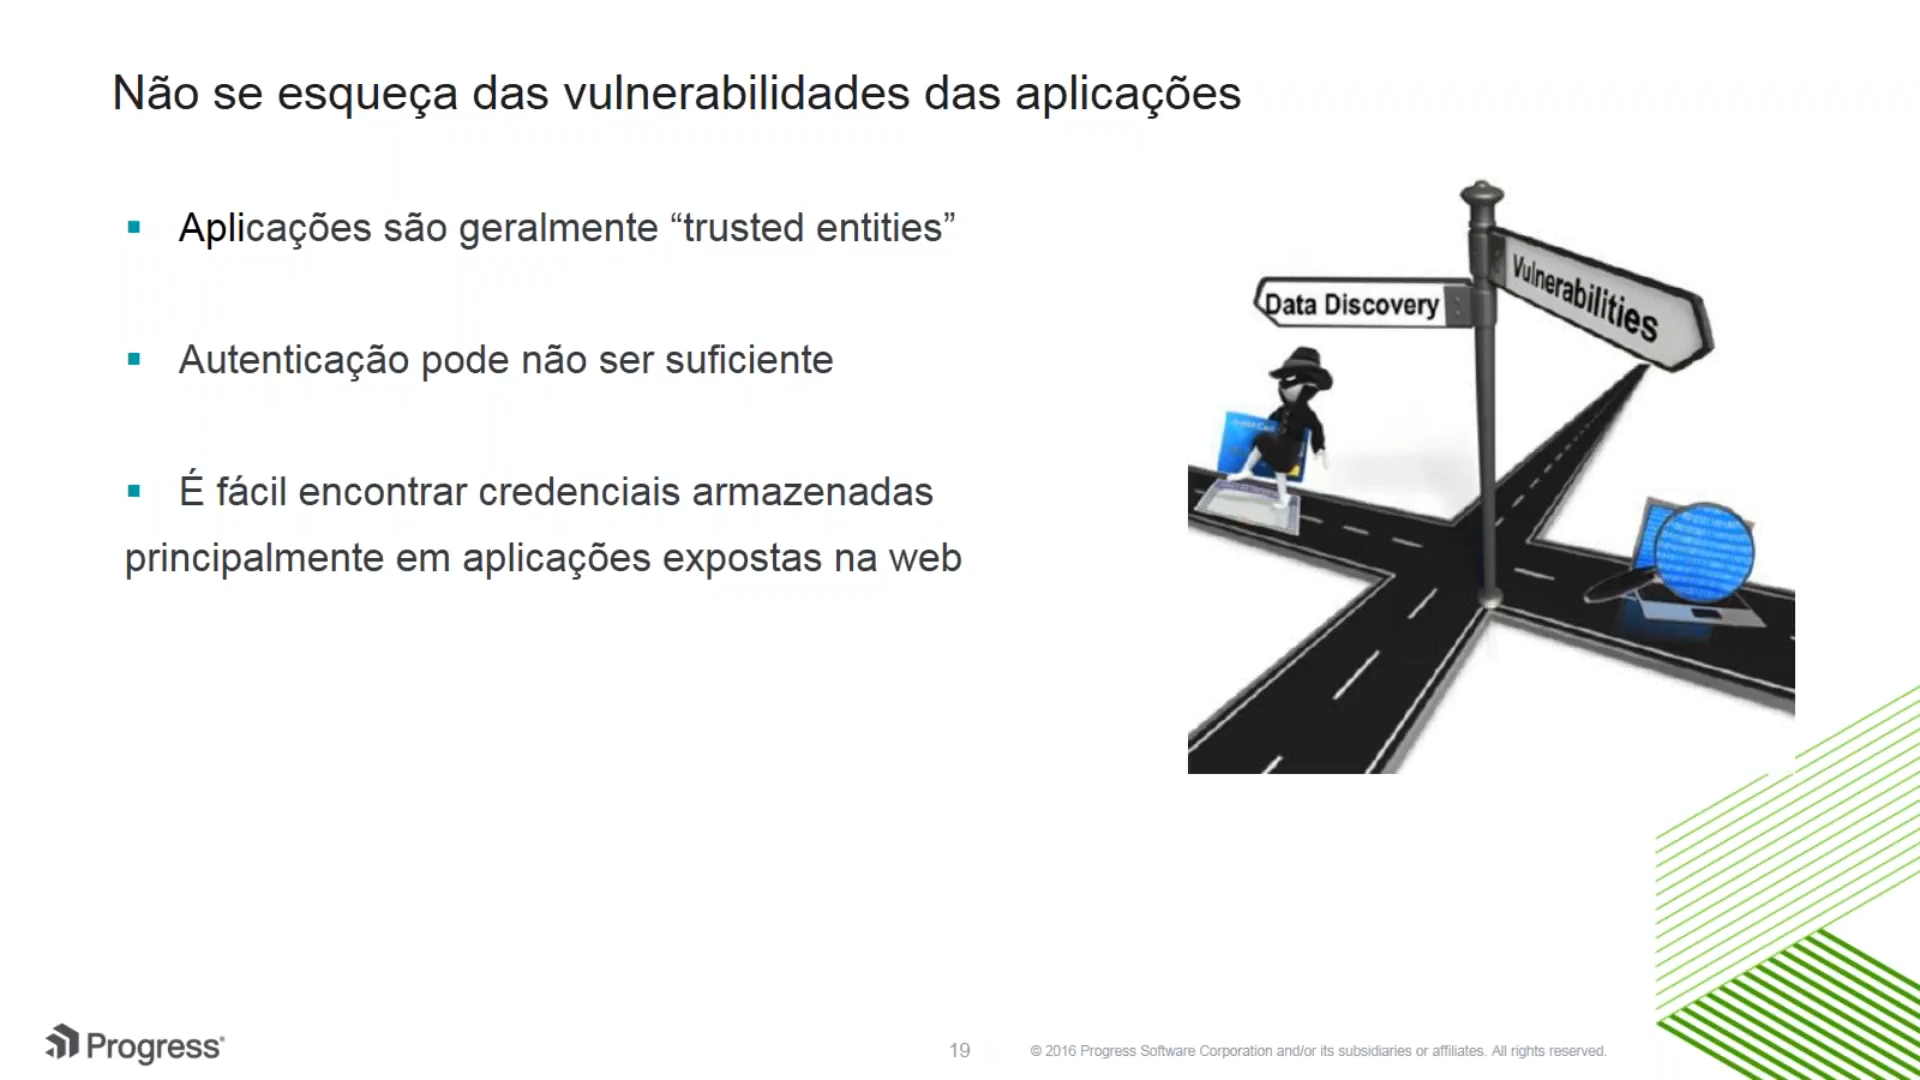 Não se esqueça das vulnerabilidades das aplicações
Aplicações são geralmente “trusted entities”
Autenticação pode não ser suficiente
É fácil encontrar credenciais armazenadas
principalmente em aplicações expostas na web
Data Discovery
Vulnerabilities
Progress
19
© 2016 Progress Software Corporation and/or its subsidiaries or affiliates. All rights reserved.